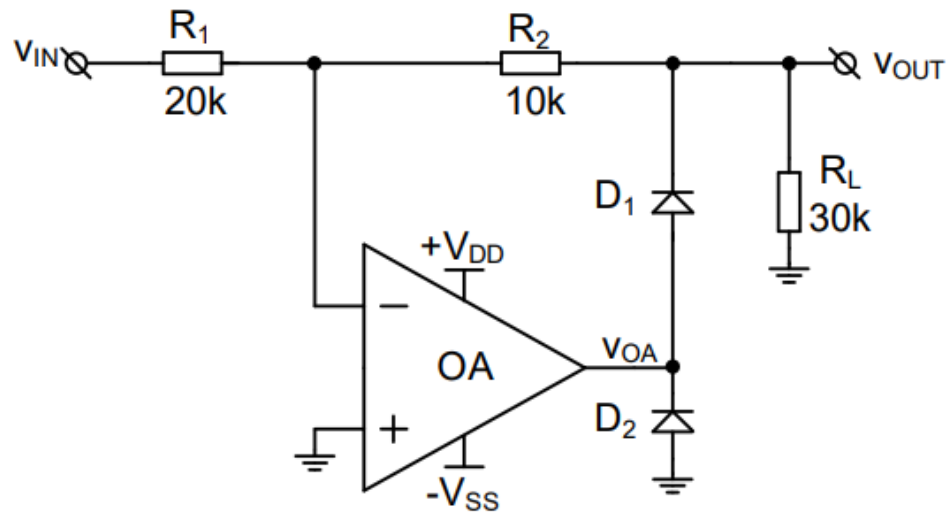 vIN
R1
20k
R2
10k
vOUT
D1
RL
30k
+VDD
−
OA
+
-VSS
vOA
D2